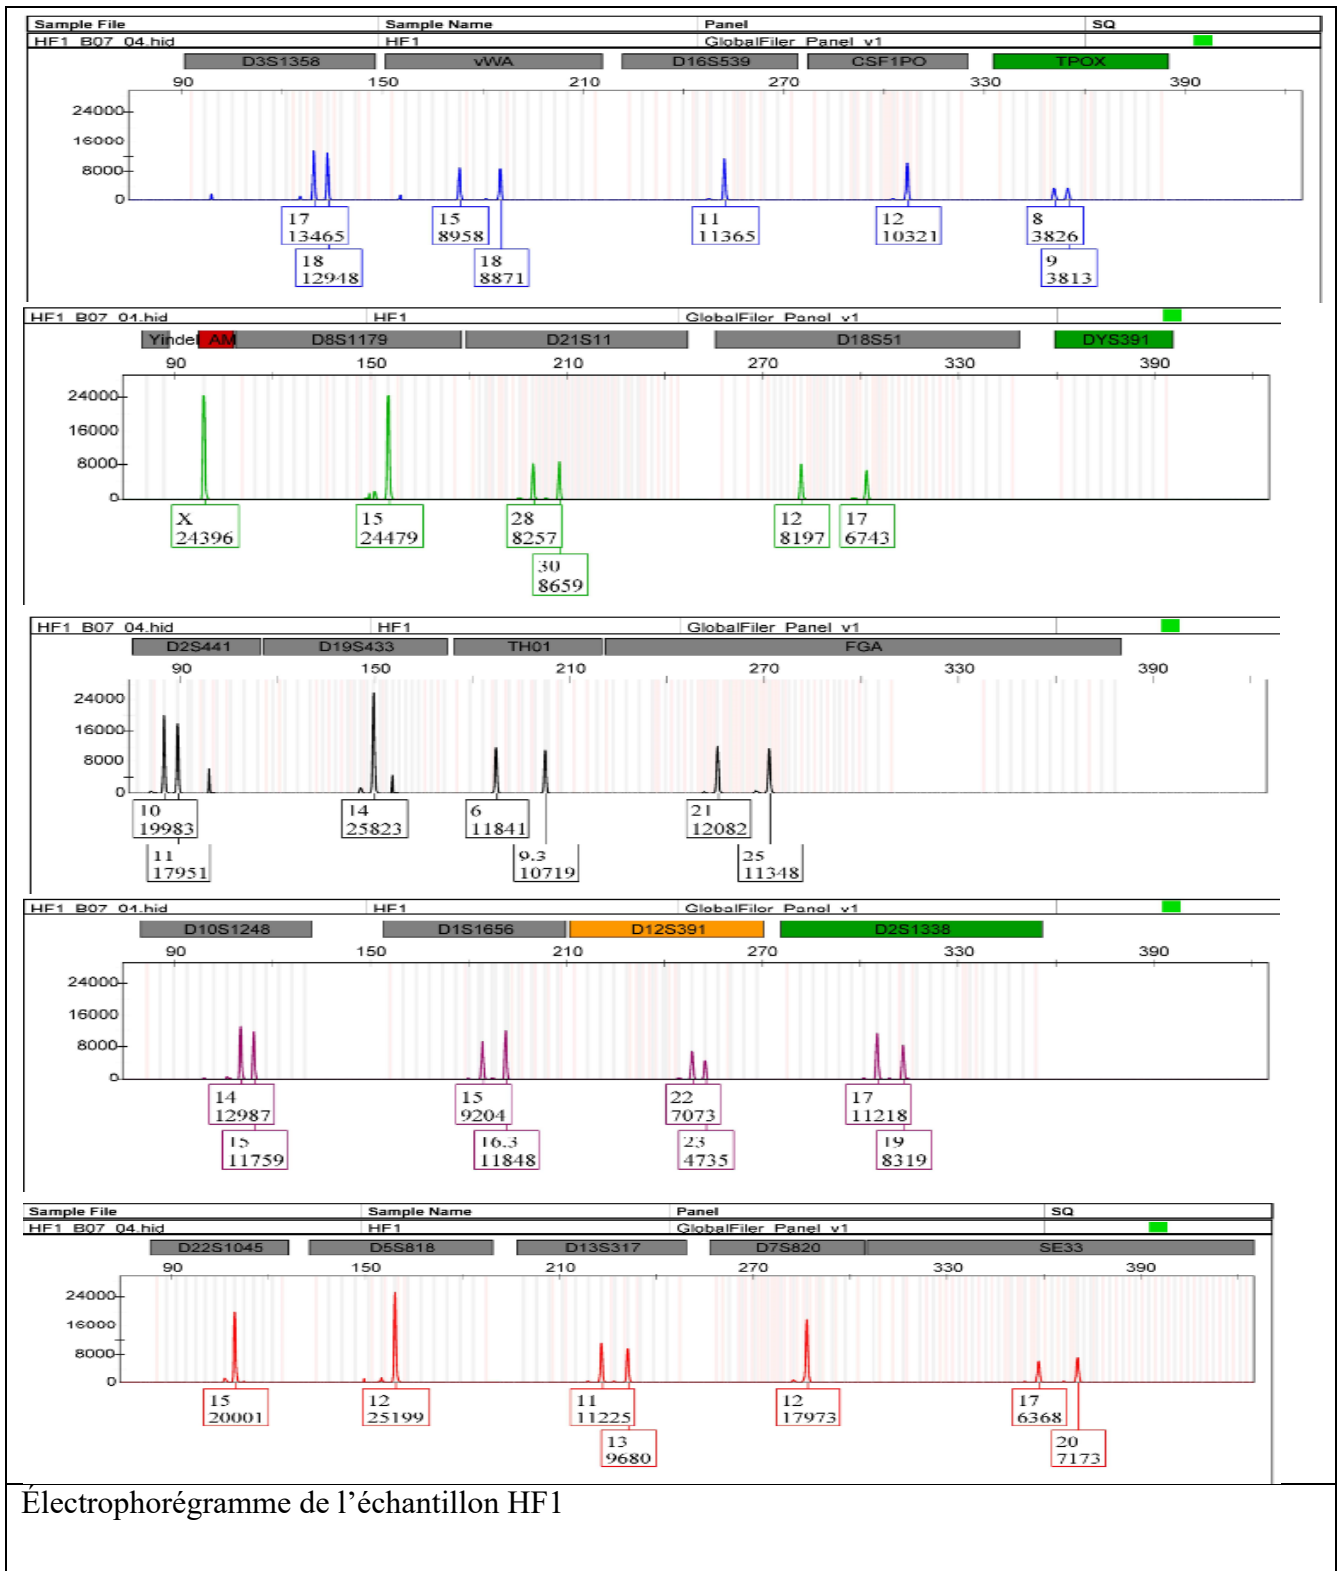 Sample File Sample Name Panel SQ
HF1_B07_04.hid HF1 GlobalFiler_Panel_v1
D3S1358 vWA D16S539 CSF1PO TPOX
90 150 210 270 330 390
24000
16000
8000
0
17 15 11 12 8
13465 8958 11365 10321 3826
18 18 9
12948 8871 3813
HF1_B07_04.hid HF1 GlobalFiler_Panel_v1
Yindel AM D8S1179 D21S11 D18S51 DYS391
90 150 210 270 330 390
24000
16000
8000
0
X 15 28 12 17
24396 24479 8257 8197 6743
30
8659
HF1_B07_04.hid HF1 GlobalFiler_Panel_v1
D2S441 D19S433 TH01 FGA
90 150 210 270 330 390
24000
16000
8000
0
10 14 6 21
19983 25823 11841 12082
11 9.3 25
17951 10719 11348
HF1_B07_04.hid HF1 GlobalFiler_Panel_v1
D10S1248 D1S1656 D12S391 D2S1338
90 150 210 270 330 390
24000
16000
8000
0
14 15 22 17
12987 9204 7073 11218
15 16.3 23 19
11759 11848 4735 8319
Sample File Sample Name Panel SQ
HF1_B07_04.hid HF1 GlobalFiler_Panel_v1
D22S1045 D5S818 D13S317 D7S820 SE33
90 150 210 270 330 390
24000
16000
8000
0
15 12 11 12 17
20001 25199 11225 17973 6368
13 20
9680 7173
Électrophorégramme de l’échantillon HF1